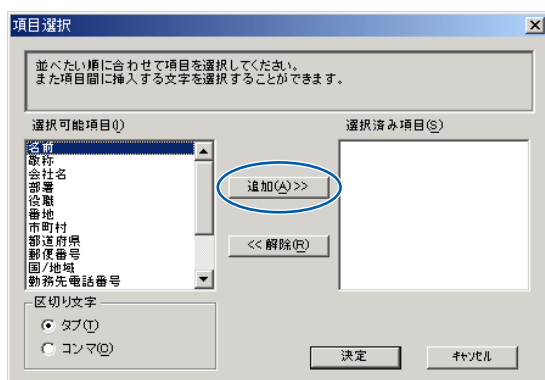 項目選択
並べたい順に合わせて項目を選択してください。
また項目間に挿入する文字を選択することができます。
選択可能項目(I)
名前
敬称
会社名
部署
役職
番地
市町村
都道府県
郵便番号
国/地域
勤務先電話番号
追加(A)>>
<<解除(R)
選択済み項目(S)
区切り文字
タブ(T)
コンマ(O)
決定
キャンセル